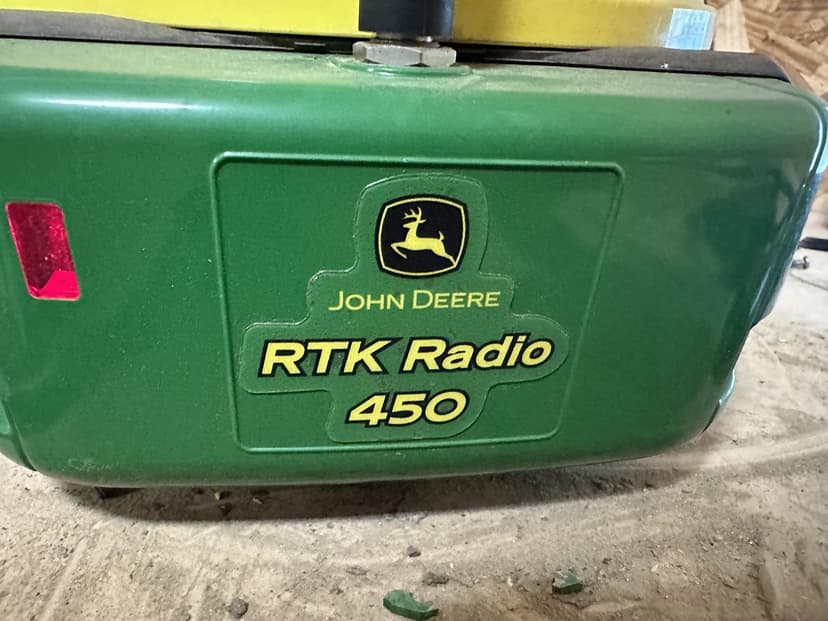 JOHN DEERE
RTK Radio
450